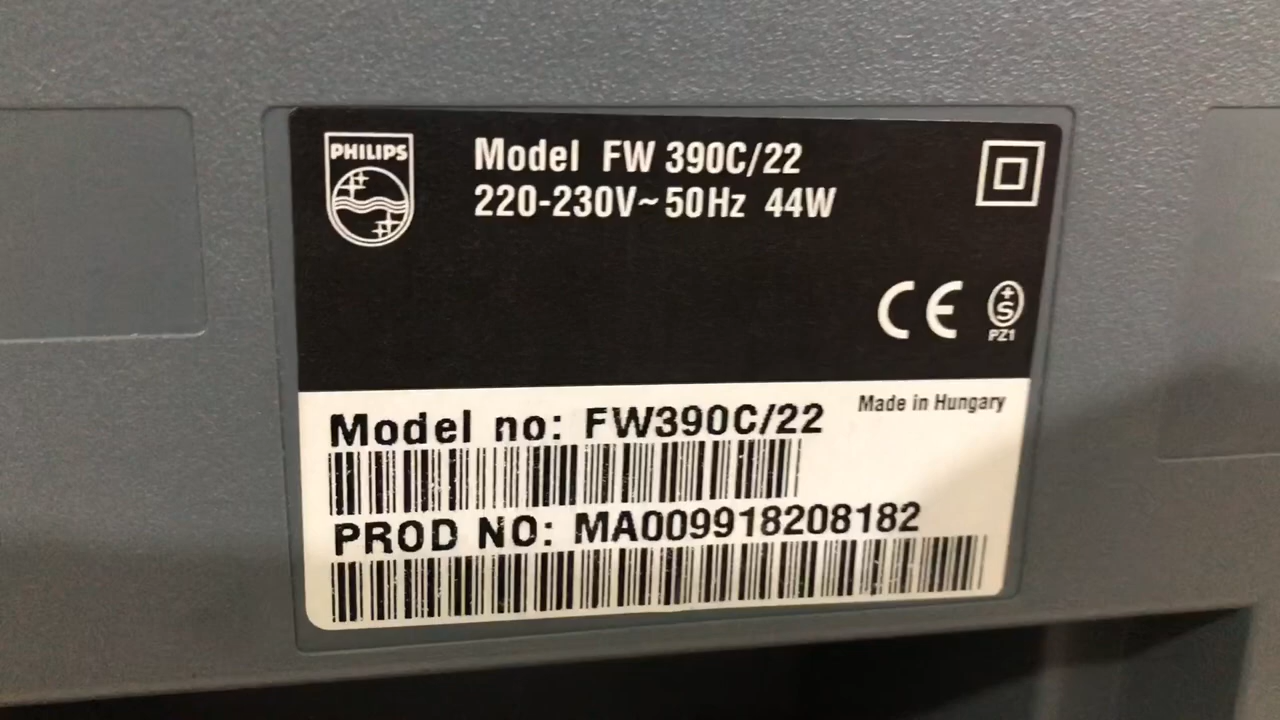 PHILIPS
Model FW 390C/22
220-230V~50Hz 44W
CE
+
S
PZ1
Made in Hungary
Model no: FW390C/22
PROD NO: MA009918208182